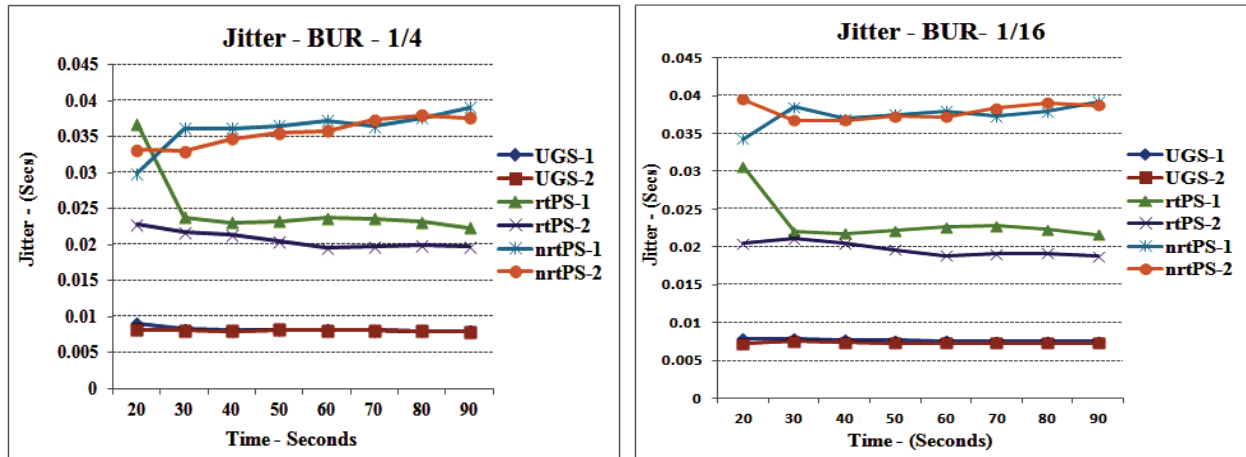 Jitter - BUR - 1/4
0.045
0.04
0.035
0.03
0.025
0.02
0.015
0.01
0.005
0
Jitter - (Secs)
20 30 40 50 60 70 80 90
Time - Seconds
UGS-1
UGS-2
rtPS-1
rtPS-2
nrtPS-1
nrtPS-2
Jitter - BUR- 1/16
0.045
0.04
0.035
0.03
0.025
0.02
0.015
0.01
0.005
0
Jitter - (Secs)
20 30 40 50 60 70 80 90
Time - (Seconds)
UGS-1
UGS-2
rtPS-1
rtPS-2
nrtPS-1
nrtPS-2